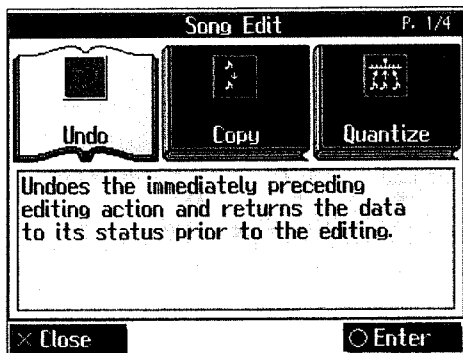 Song Edit P. 1/4
Undo Copy Quantize
Undoes the immediately preceding
editing action and returns the data
to its status prior to the editing.
× Close ○ Enter